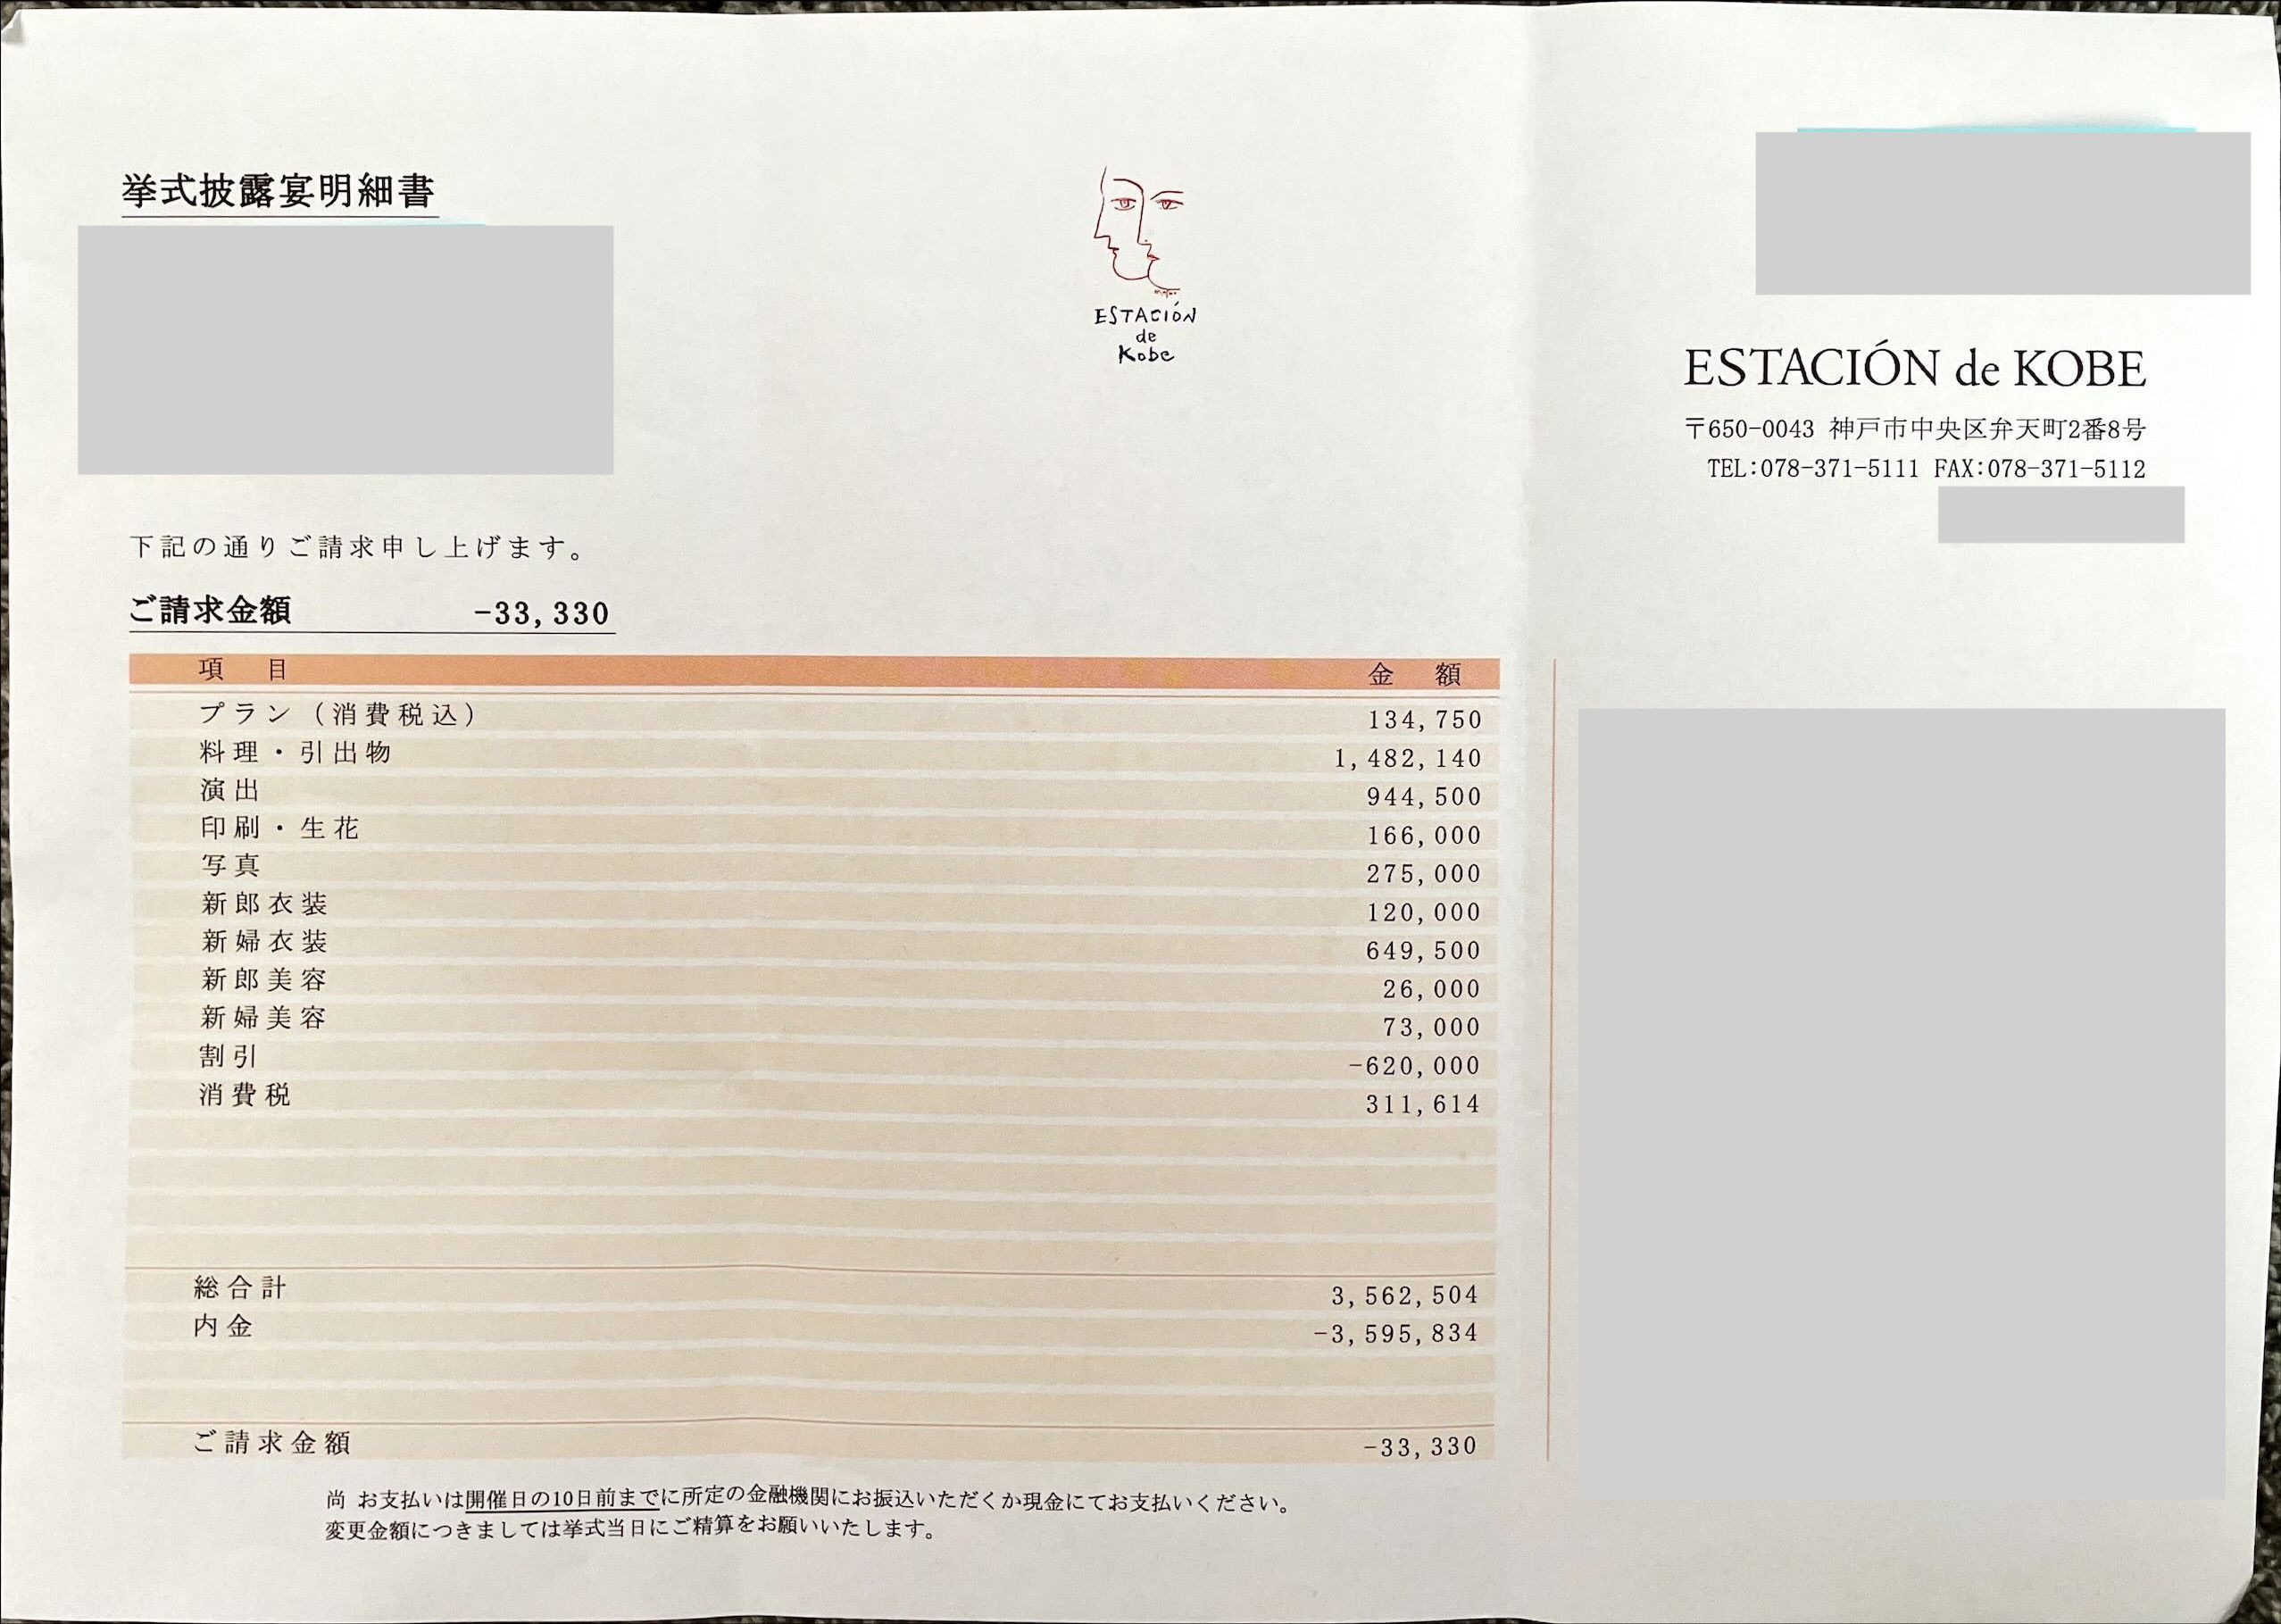 挙式披露宴明細書
ESTACIÓN
de
Kobe
ESTACIÓN de KOBE
〒650-0043 神戸市中央区弁天町2番8号
TEL:078-371-5111 FAX:078-371-5112
下記の通りご請求申し上げます。
ご請求金額 -33,330
項 目 金 額
プラン（消費税込） 134,750
料理・引出物 1,482,140
演出 944,500
印刷・生花 166,000
写真 275,000
新郎衣装 120,000
新婦衣装 649,500
新郎美容 26,000
新婦美容 73,000
割引 -620,000
消費税 311,614
総合計 3,562,504
内金 -3,595,834
ご請求金額 -33,330
尚 お支払いは開催日の10日前までに所定の金融機関にお振込いただくか現金にてお支払いください。
変更金額につきましては挙式当日にご精算をお願いいたします。